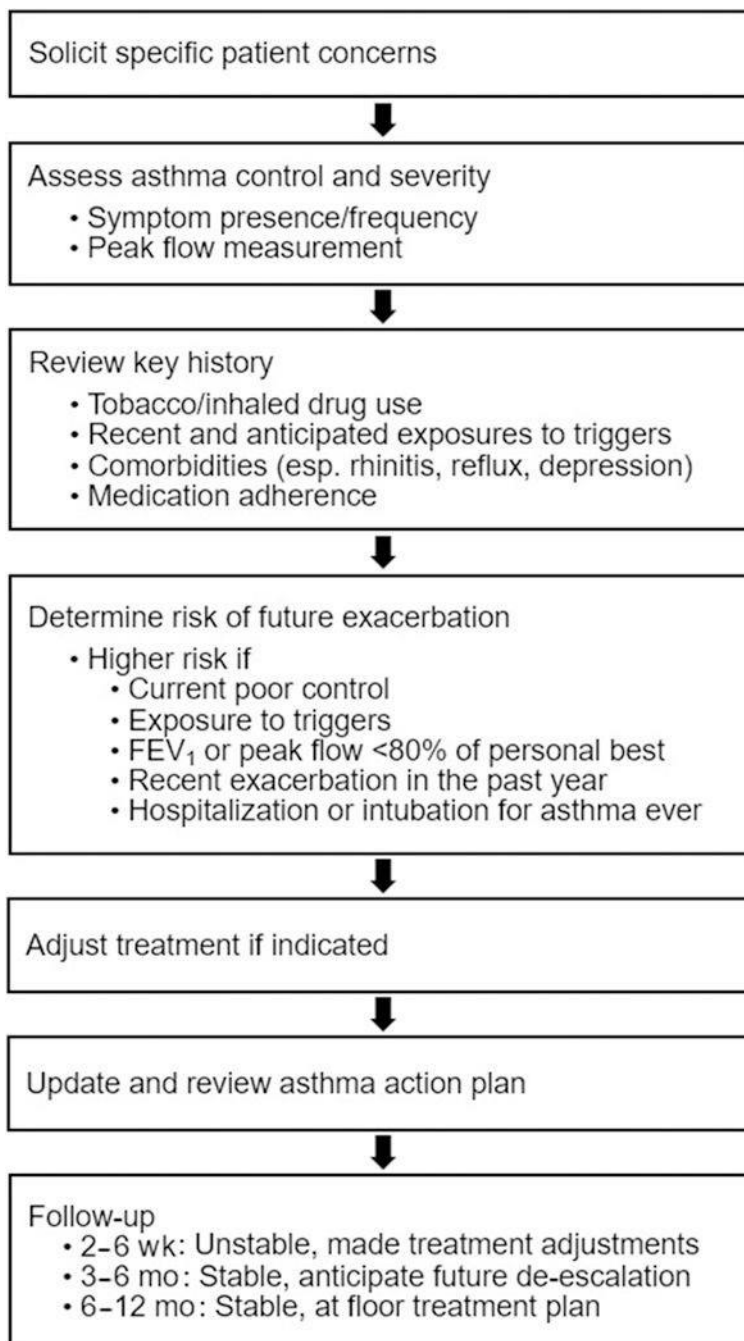 Solicit specific patient concerns
Assess asthma control and severity
• Symptom presence/frequency
• Peak flow measurement
Review key history
• Tobacco/inhaled drug use
• Recent and anticipated exposures to triggers
• Comorbidities (esp. rhinitis, reflux, depression)
• Medication adherence
Determine risk of future exacerbation
• Higher risk if
• Current poor control
• Exposure to triggers
• FEV₁ or peak flow <80% of personal best
• Recent exacerbation in the past year
• Hospitalization or intubation for asthma ever
Adjust treatment if indicated
Update and review asthma action plan
Follow-up
• 2–6 wk: Unstable, made treatment adjustments
• 3–6 mo: Stable, anticipate future de-escalation
• 6–12 mo: Stable, at floor treatment plan